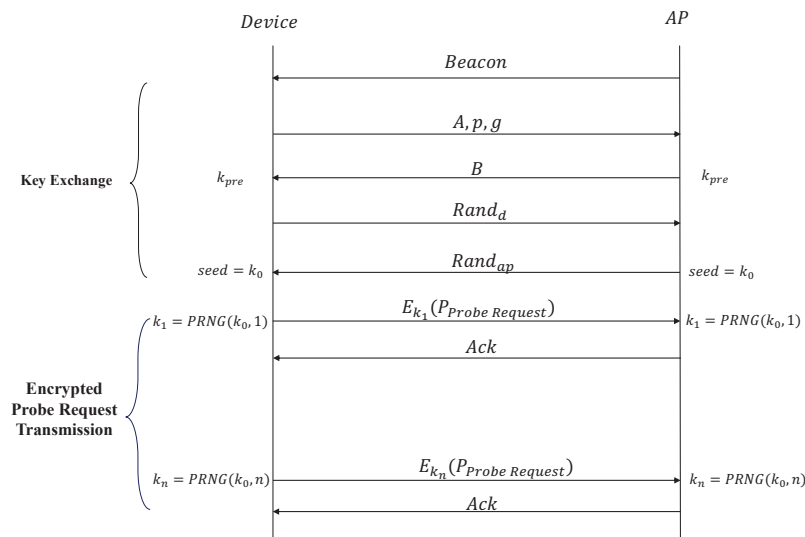 Device
AP
Beacon
A, p, g
Key Exchange
k_pre
B
k_pre
Rand_d
seed = k_0
Rand_ap
seed = k_0
k_1 = PRNG(k_0, 1)
E_{k_1}(P_{Probe Request})
k_1 = PRNG(k_0, 1)
Ack
Encrypted
Probe Request
Transmission
k_n = PRNG(k_0, n)
E_{k_n}(P_{Probe Request})
k_n = PRNG(k_0, n)
Ack